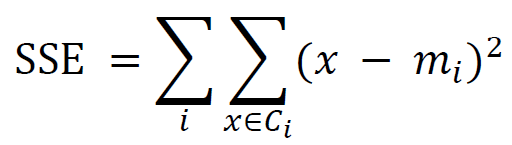 SSE = ∑_i ∑_{x∈C_i} (x − m_i)^2